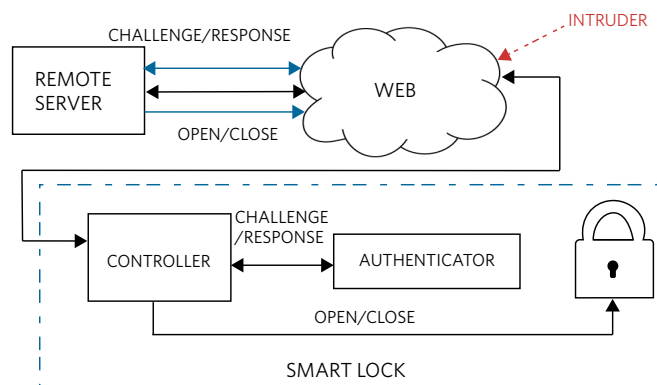 INTRUDER
CHALLENGE/RESPONSE
REMOTE
SERVER
WEB
OPEN/CLOSE
CHALLENGE
/RESPONSE
CONTROLLER
AUTHENTICATOR
OPEN/CLOSE
SMART LOCK